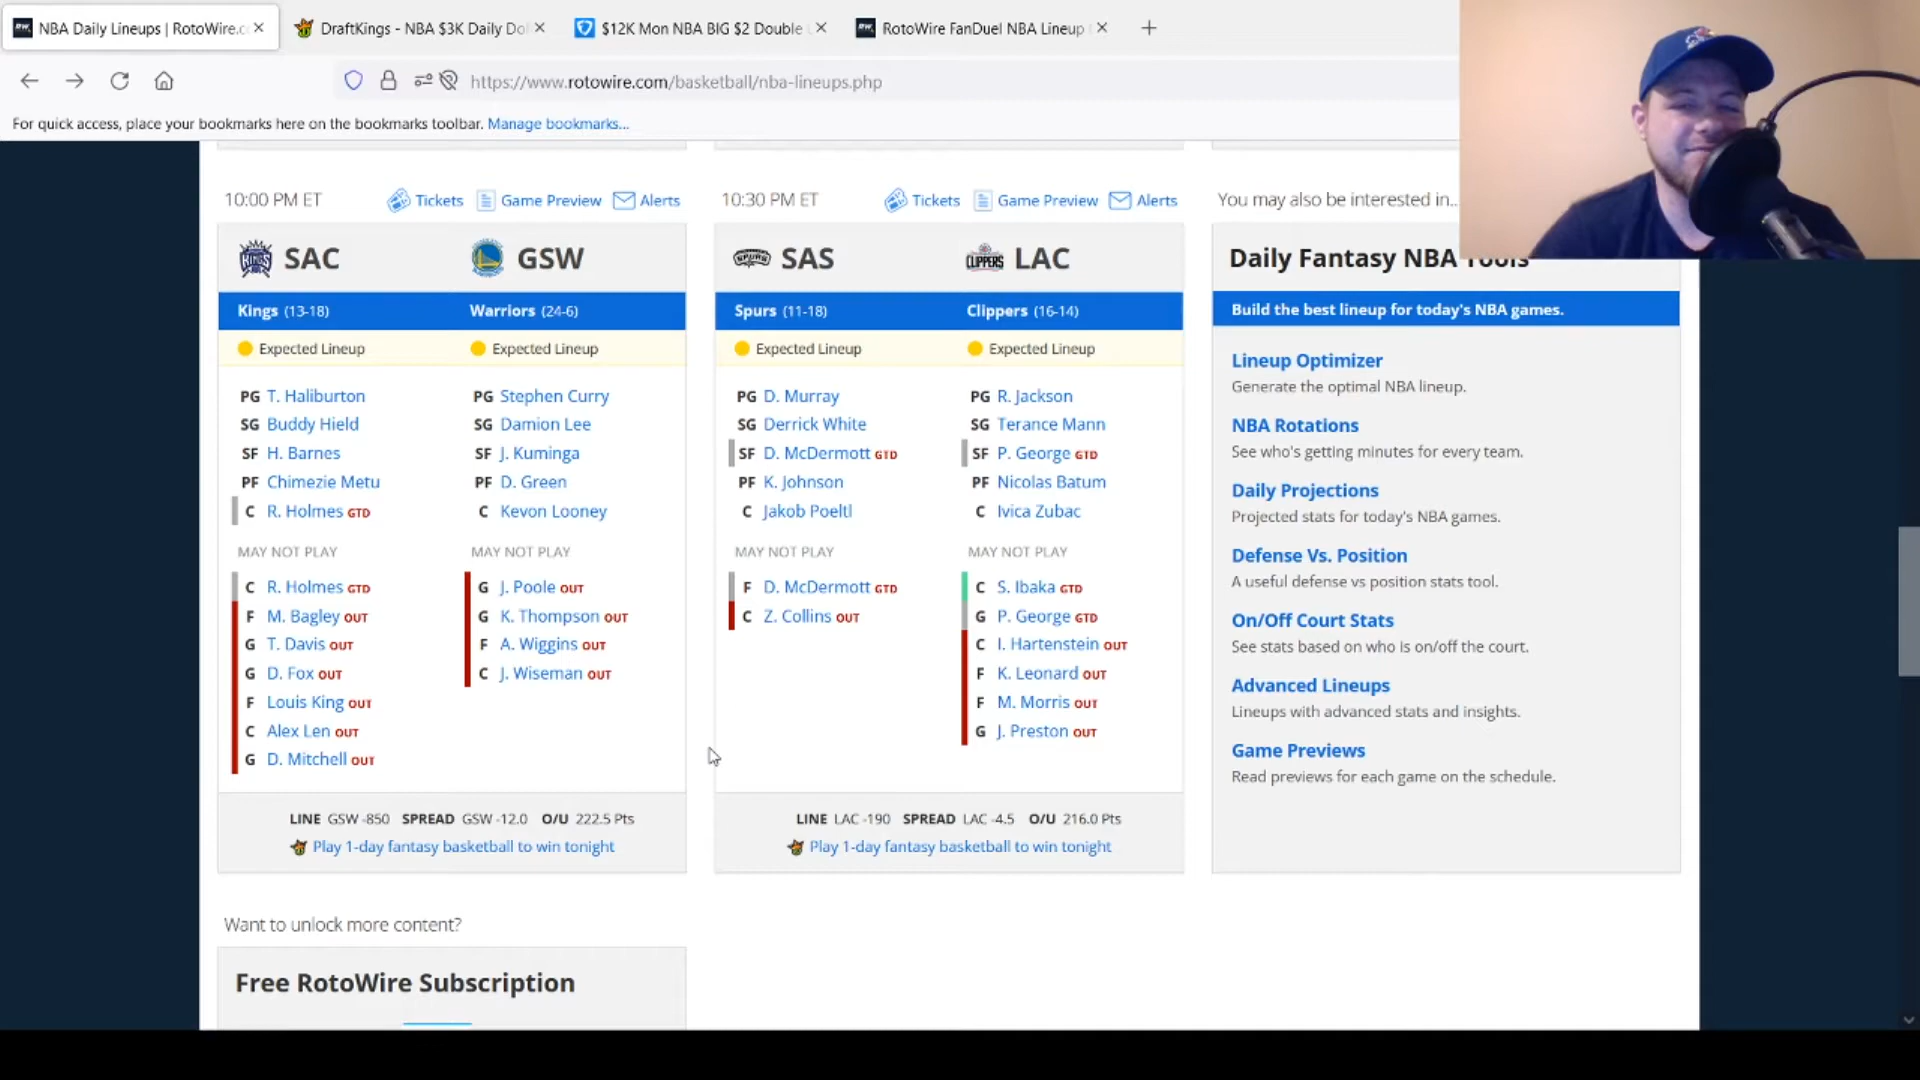 NBA Daily Lineups | RotoWire.c
DraftKings - NBA $3K Daily Dol
$12K Mon NBA BIG $2 Double
RotoWire FanDuel NBA Lineup
https://www.rotowire.com/basketball/nba-lineups.php
For quick access, place your bookmarks here on the bookmarks toolbar. Manage bookmarks...
10:00 PM ET Tickets Game Preview Alerts
SAC GSW
Kings (13-18) Warriors (24-6)
Expected Lineup Expected Lineup
PG T. Haliburton PG Stephen Curry
SG Buddy Hield SG Damion Lee
SF H. Barnes SF J. Kuminga
PF Chimezie Metu PF D. Green
C R. Holmes GTD C Kevon Looney
MAY NOT PLAY MAY NOT PLAY
C R. Holmes GTD G J. Poole OUT
F M. Bagley OUT G K. Thompson OUT
G T. Davis OUT F A. Wiggins OUT
G D. Fox OUT C J. Wiseman OUT
F Louis King OUT
C Alex Len OUT
G D. Mitchell OUT
LINE GSW -850 SPREAD GSW -12.0 O/U 222.5 Pts
Play 1-day fantasy basketball to win tonight
10:30 PM ET Tickets Game Preview Alerts
SAS LAC
SPURS CLIPPERS
Spurs (11-18) Clippers (16-14)
Expected Lineup Expected Lineup
PG D. Murray PG R. Jackson
SG Derrick White SG Terance Mann
SF D. McDermott GTD SF P. George GTD
PF K. Johnson PF Nicolas Batum
C Jakob Poeltl C Ivica Zubac
MAY NOT PLAY MAY NOT PLAY
F D. McDermott GTD C S. Ibaka GTD
C Z. Collins OUT G P. George GTD
C I. Hartenstein OUT
F K. Leonard OUT
F M. Morris OUT
G J. Preston OUT
LINE LAC -190 SPREAD LAC -4.5 O/U 216.0 Pts
Play 1-day fantasy basketball to win tonight
You may also be interested in...
Daily Fantasy NBA Tools
Build the best lineup for today's NBA games.
Lineup Optimizer
Generate the optimal NBA lineup.
NBA Rotations
See who's getting minutes for every team.
Daily Projections
Projected stats for today's NBA games.
Defense Vs. Position
A useful defense vs position stats tool.
On/Off Court Stats
See stats based on who is on/off the court.
Advanced Lineups
Lineups with advanced stats and insights.
Game Previews
Read previews for each game on the schedule.
Want to unlock more content?
Free RotoWire Subscription